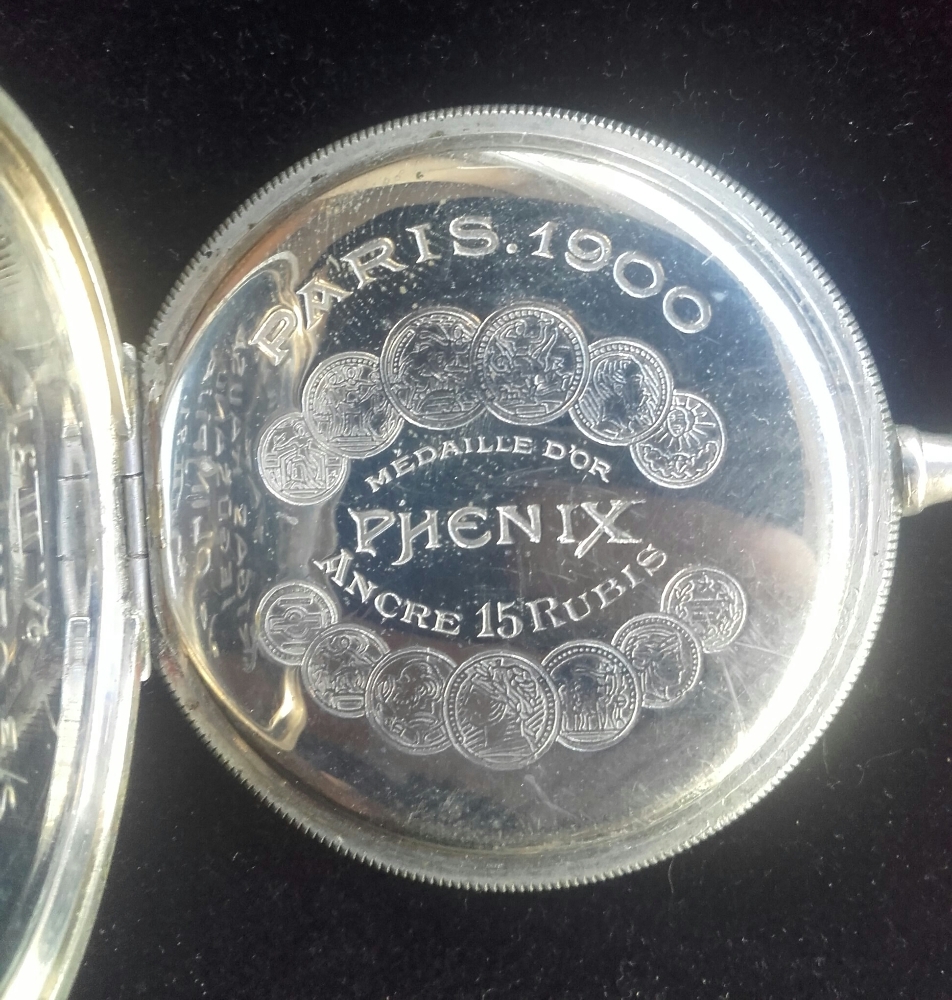 PARIS. 1900
MÉDAILLE D'OR
PHENIX
ANCRE 15 RUBIS